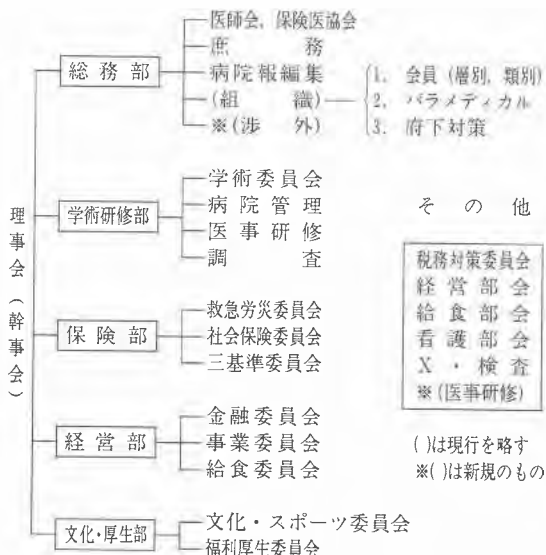 理事会(幹事会)
総務部
医師会, 保険医協会
庶務
病院報編集
(組織)
※(渉外)
1. 会員 (層別, 類別)
2. パラメディカル
3. 府下対策
学術研修部
学術委員会
病院管理
医事研修
調査
保険部
救急労災委員会
社会保険委員会
三基準委員会
経営部
金融委員会
事業委員会
給食委員会
文化・厚生部
文化・スポーツ委員会
福利厚生委員会
その他
税務対策委員会
経営部会
給食部会
看護部会
X・検査
※(医事研修)
( )は現行を略す
※( )は新規のもの